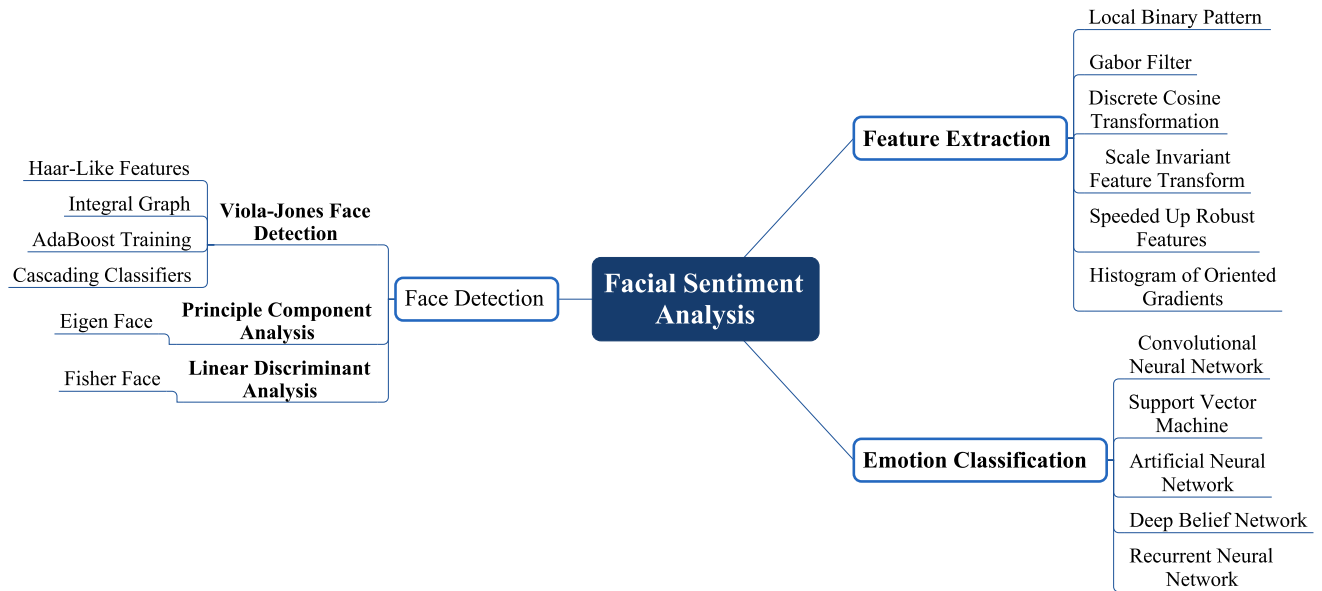 Facial Sentiment
Analysis
Face Detection
Viola-Jones Face
Detection
Haar-Like Features
Integral Graph
AdaBoost Training
Cascading Classifiers
Principle Component
Analysis
Eigen Face
Linear Discriminant
Analysis
Fisher Face
Feature Extraction
Local Binary Pattern
Gabor Filter
Discrete Cosine
Transformation
Scale Invariant
Feature Transform
Speeded Up Robust
Features
Histogram of Oriented
Gradients
Emotion Classification
Convolutional
Neural Network
Support Vector
Machine
Artificial Neural
Network
Deep Belief Network
Recurrent Neural
Network